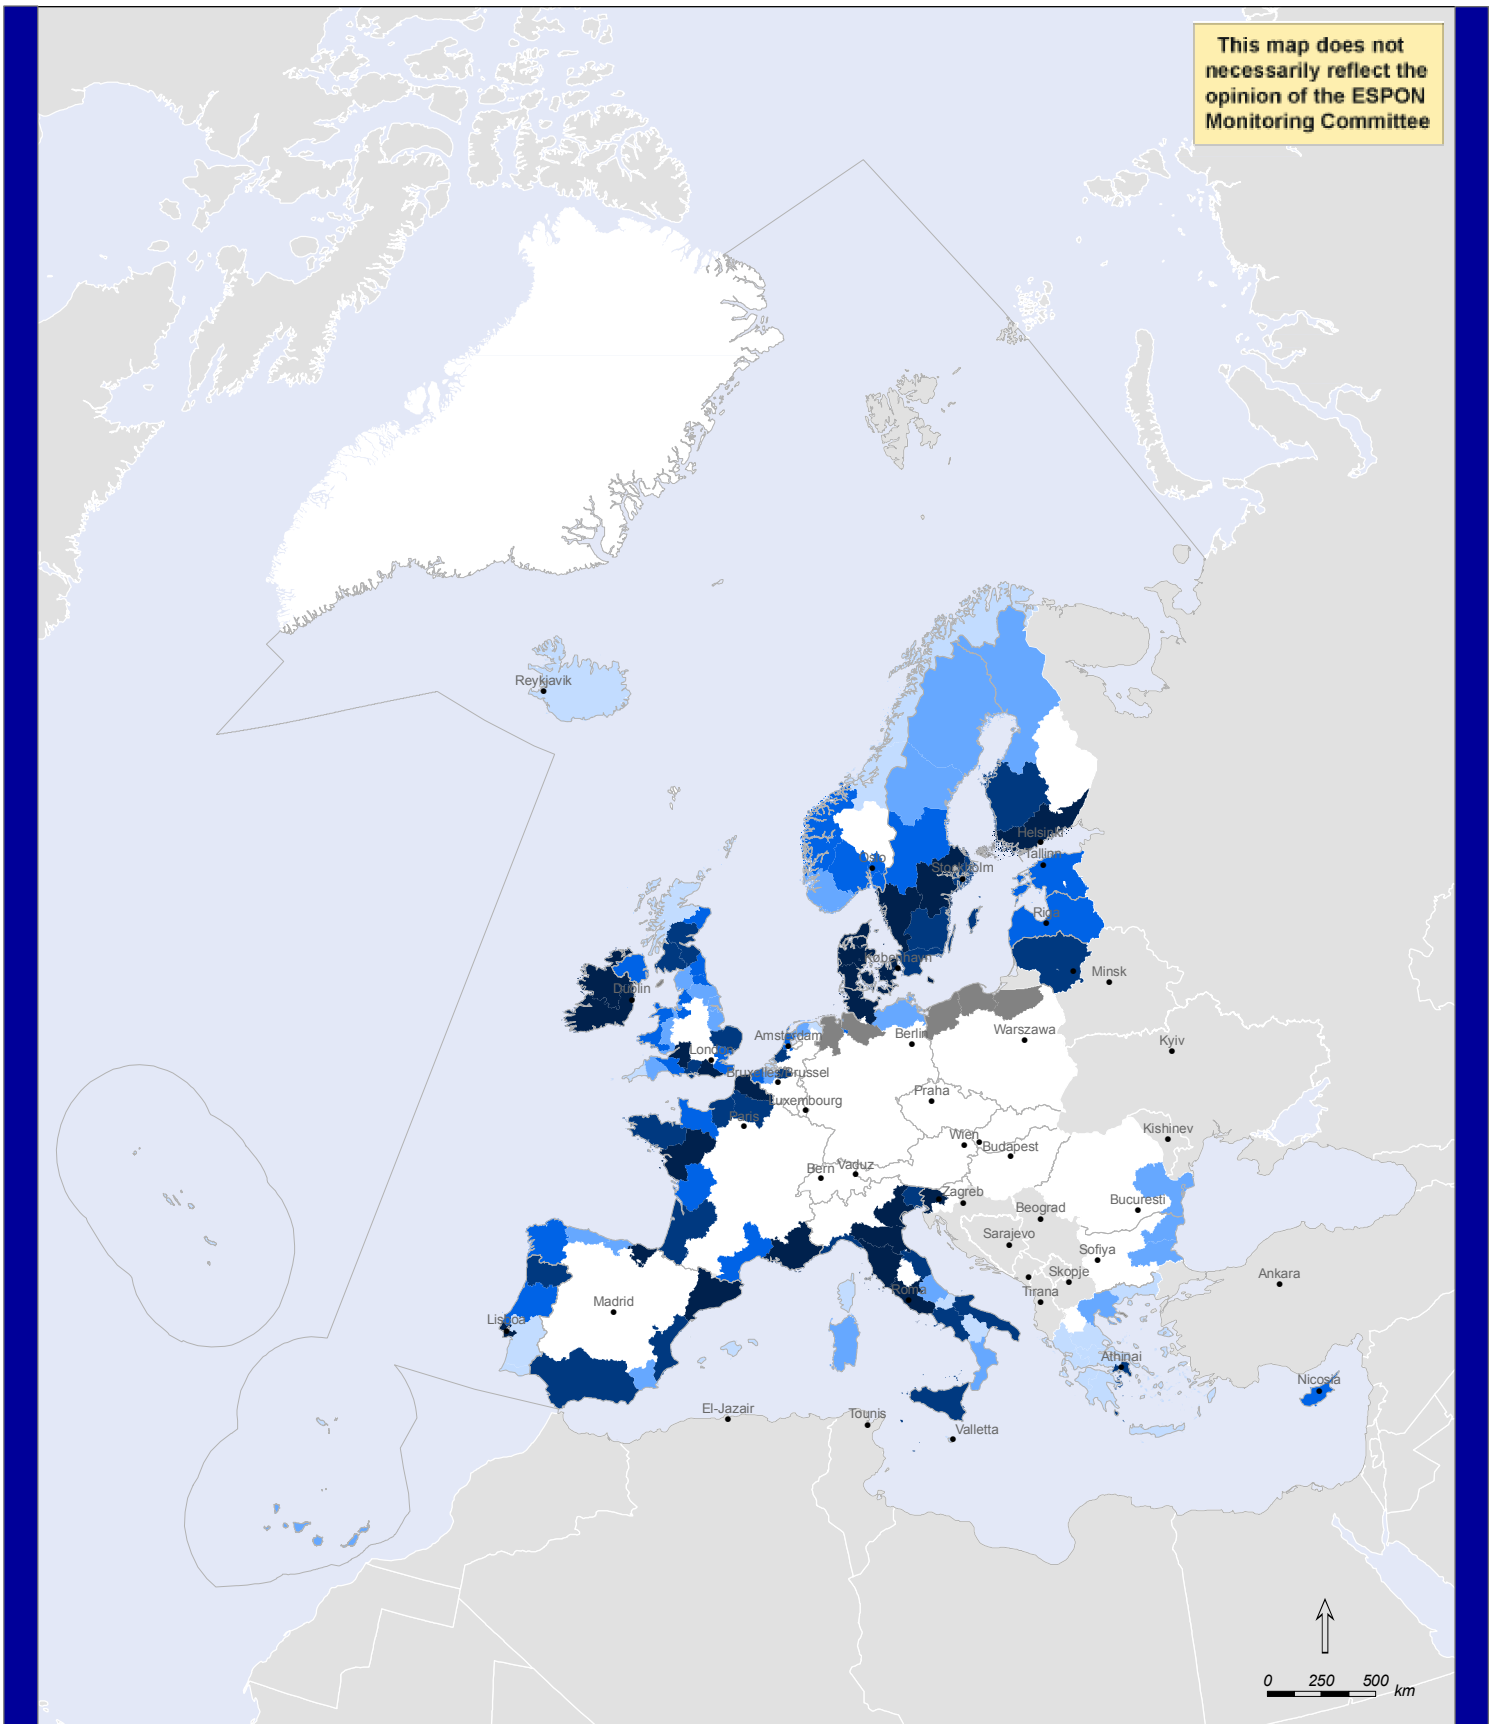 This map does not
necessarily reflect the
opinion of the ESPON
Monitoring Committee
Reykjavik
Helsinki
Tallinn
Oslo
Stockholm
Riga
København
Minsk
Dublin
Amsterdam
Berlin
Warszawa
Kyiv
London
Bruxelles/Brussel
Praha
Luxembourg
Paris
Kishinev
Wien
Budapest
Bern
Vaduz
Zagreb
Bucuresti
Beograd
Sarajevo
Sofiya
Skopje
Ankara
Tirana
Roma
Madrid
Lisboa
Athinai
Nicosia
El-Jazair
Tounis
Valletta
0 250 500
km